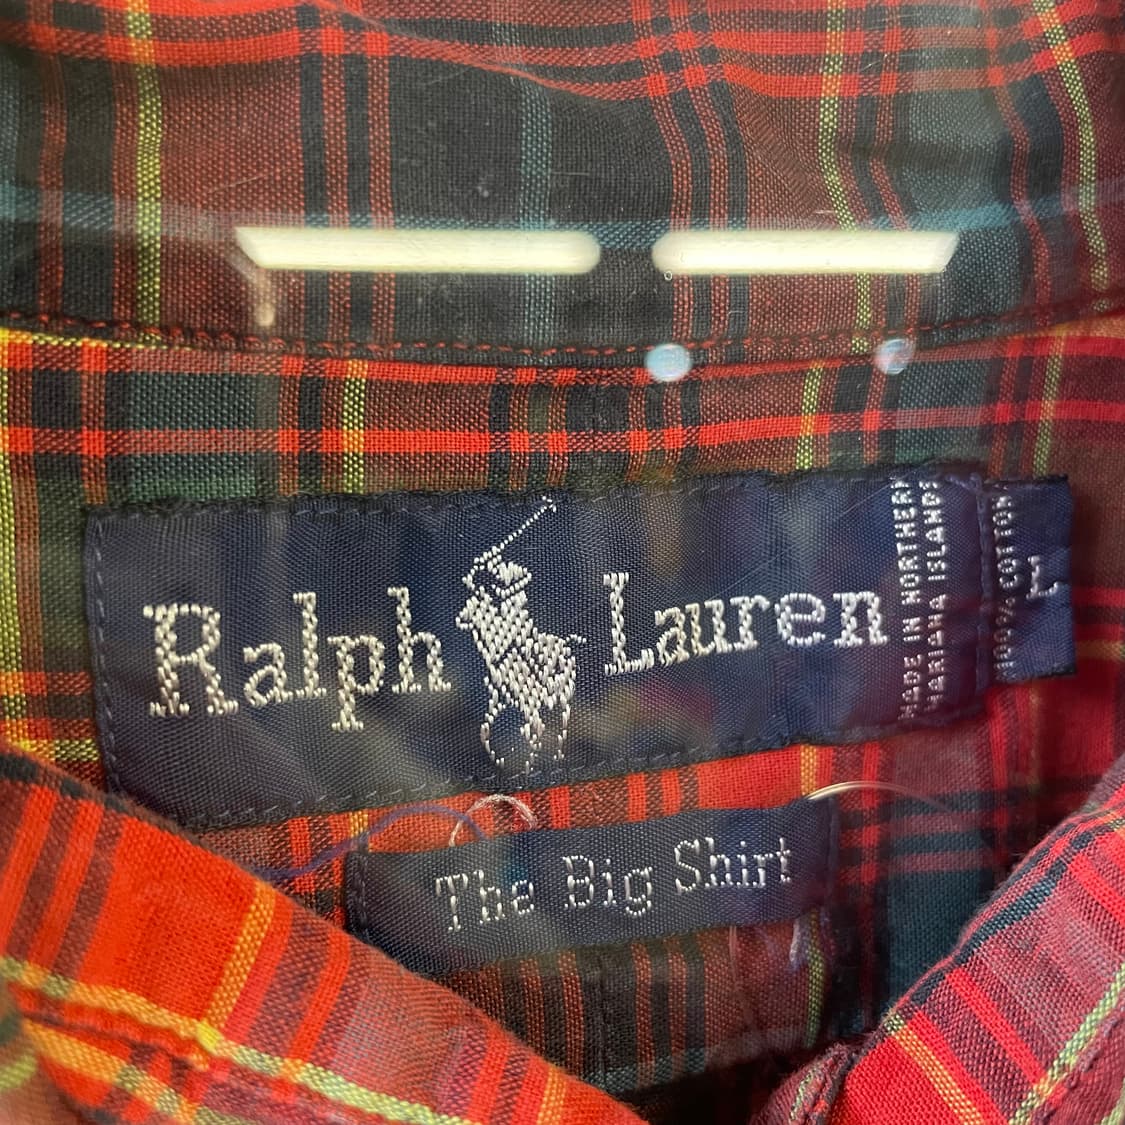 Ralph Lauren
MADE IN NORTHERN
MARIANA ISLANDS
100% COTTON
L
The Big Shirt